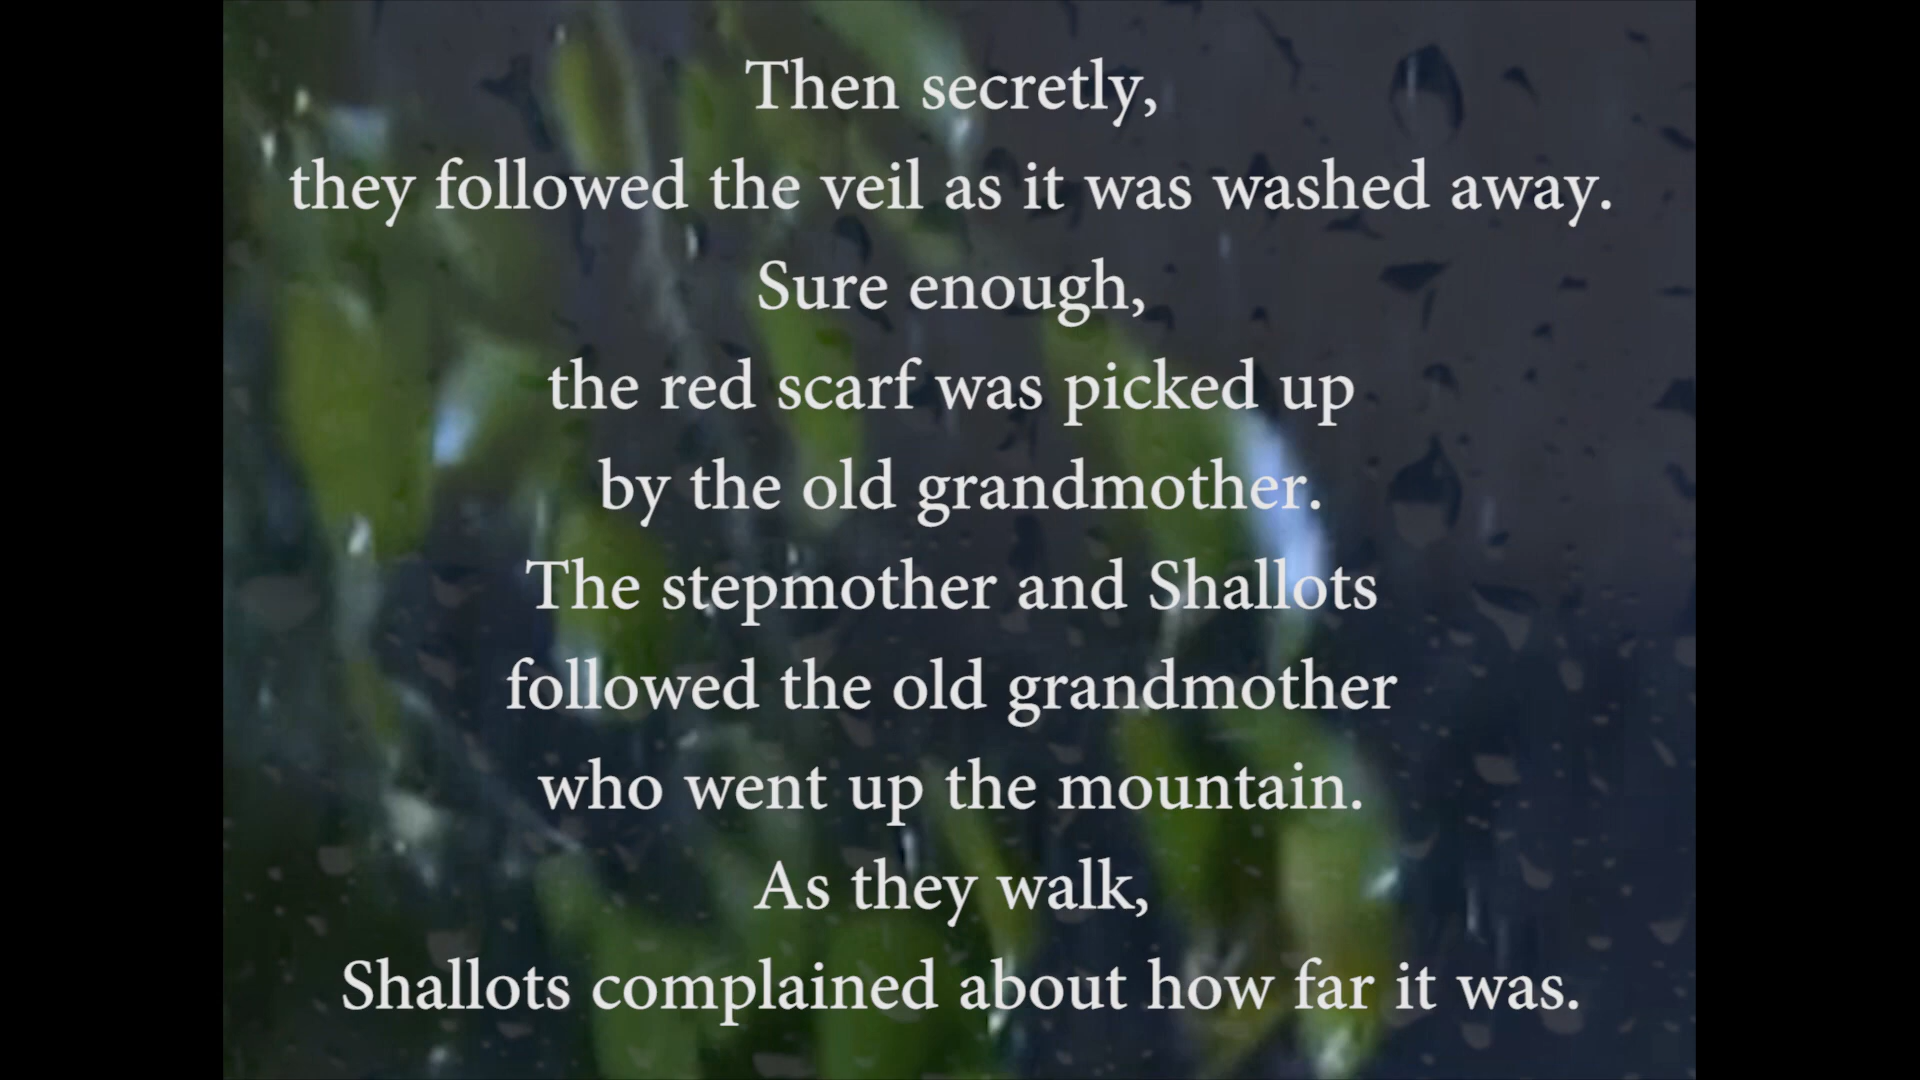 Then secretly,
they followed the veil as it was washed away.
Sure enough,
the red scarf was picked up
by the old grandmother.
The stepmother and Shallots
followed the old grandmother
who went up the mountain.
As they walk,
Shallots complained about how far it was.